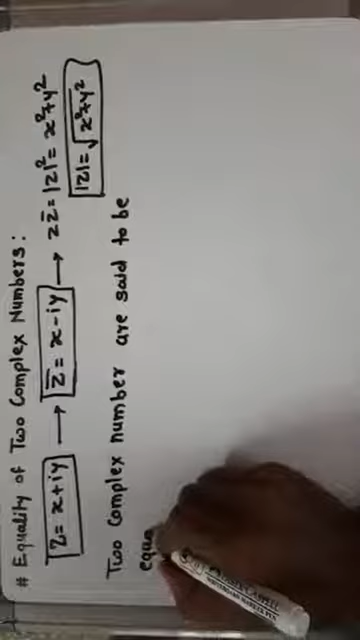 # Equality of Two Complex Numbers:
Z = x+iy → Z̄ = x-iy → ZZ̄ = |Z|² = x²+y²
|Z| = √x²+y²
Two Complex number are said to be
equa